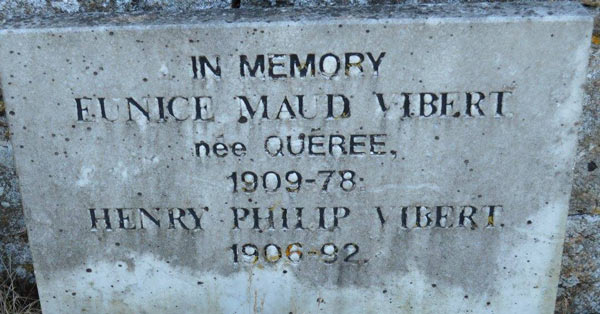 IN MEMORY
EUNICE MAUD VIBERT
née QUÉRÉE,
1909-78.
HENRY PHILIP VIBERT.
1906-92.